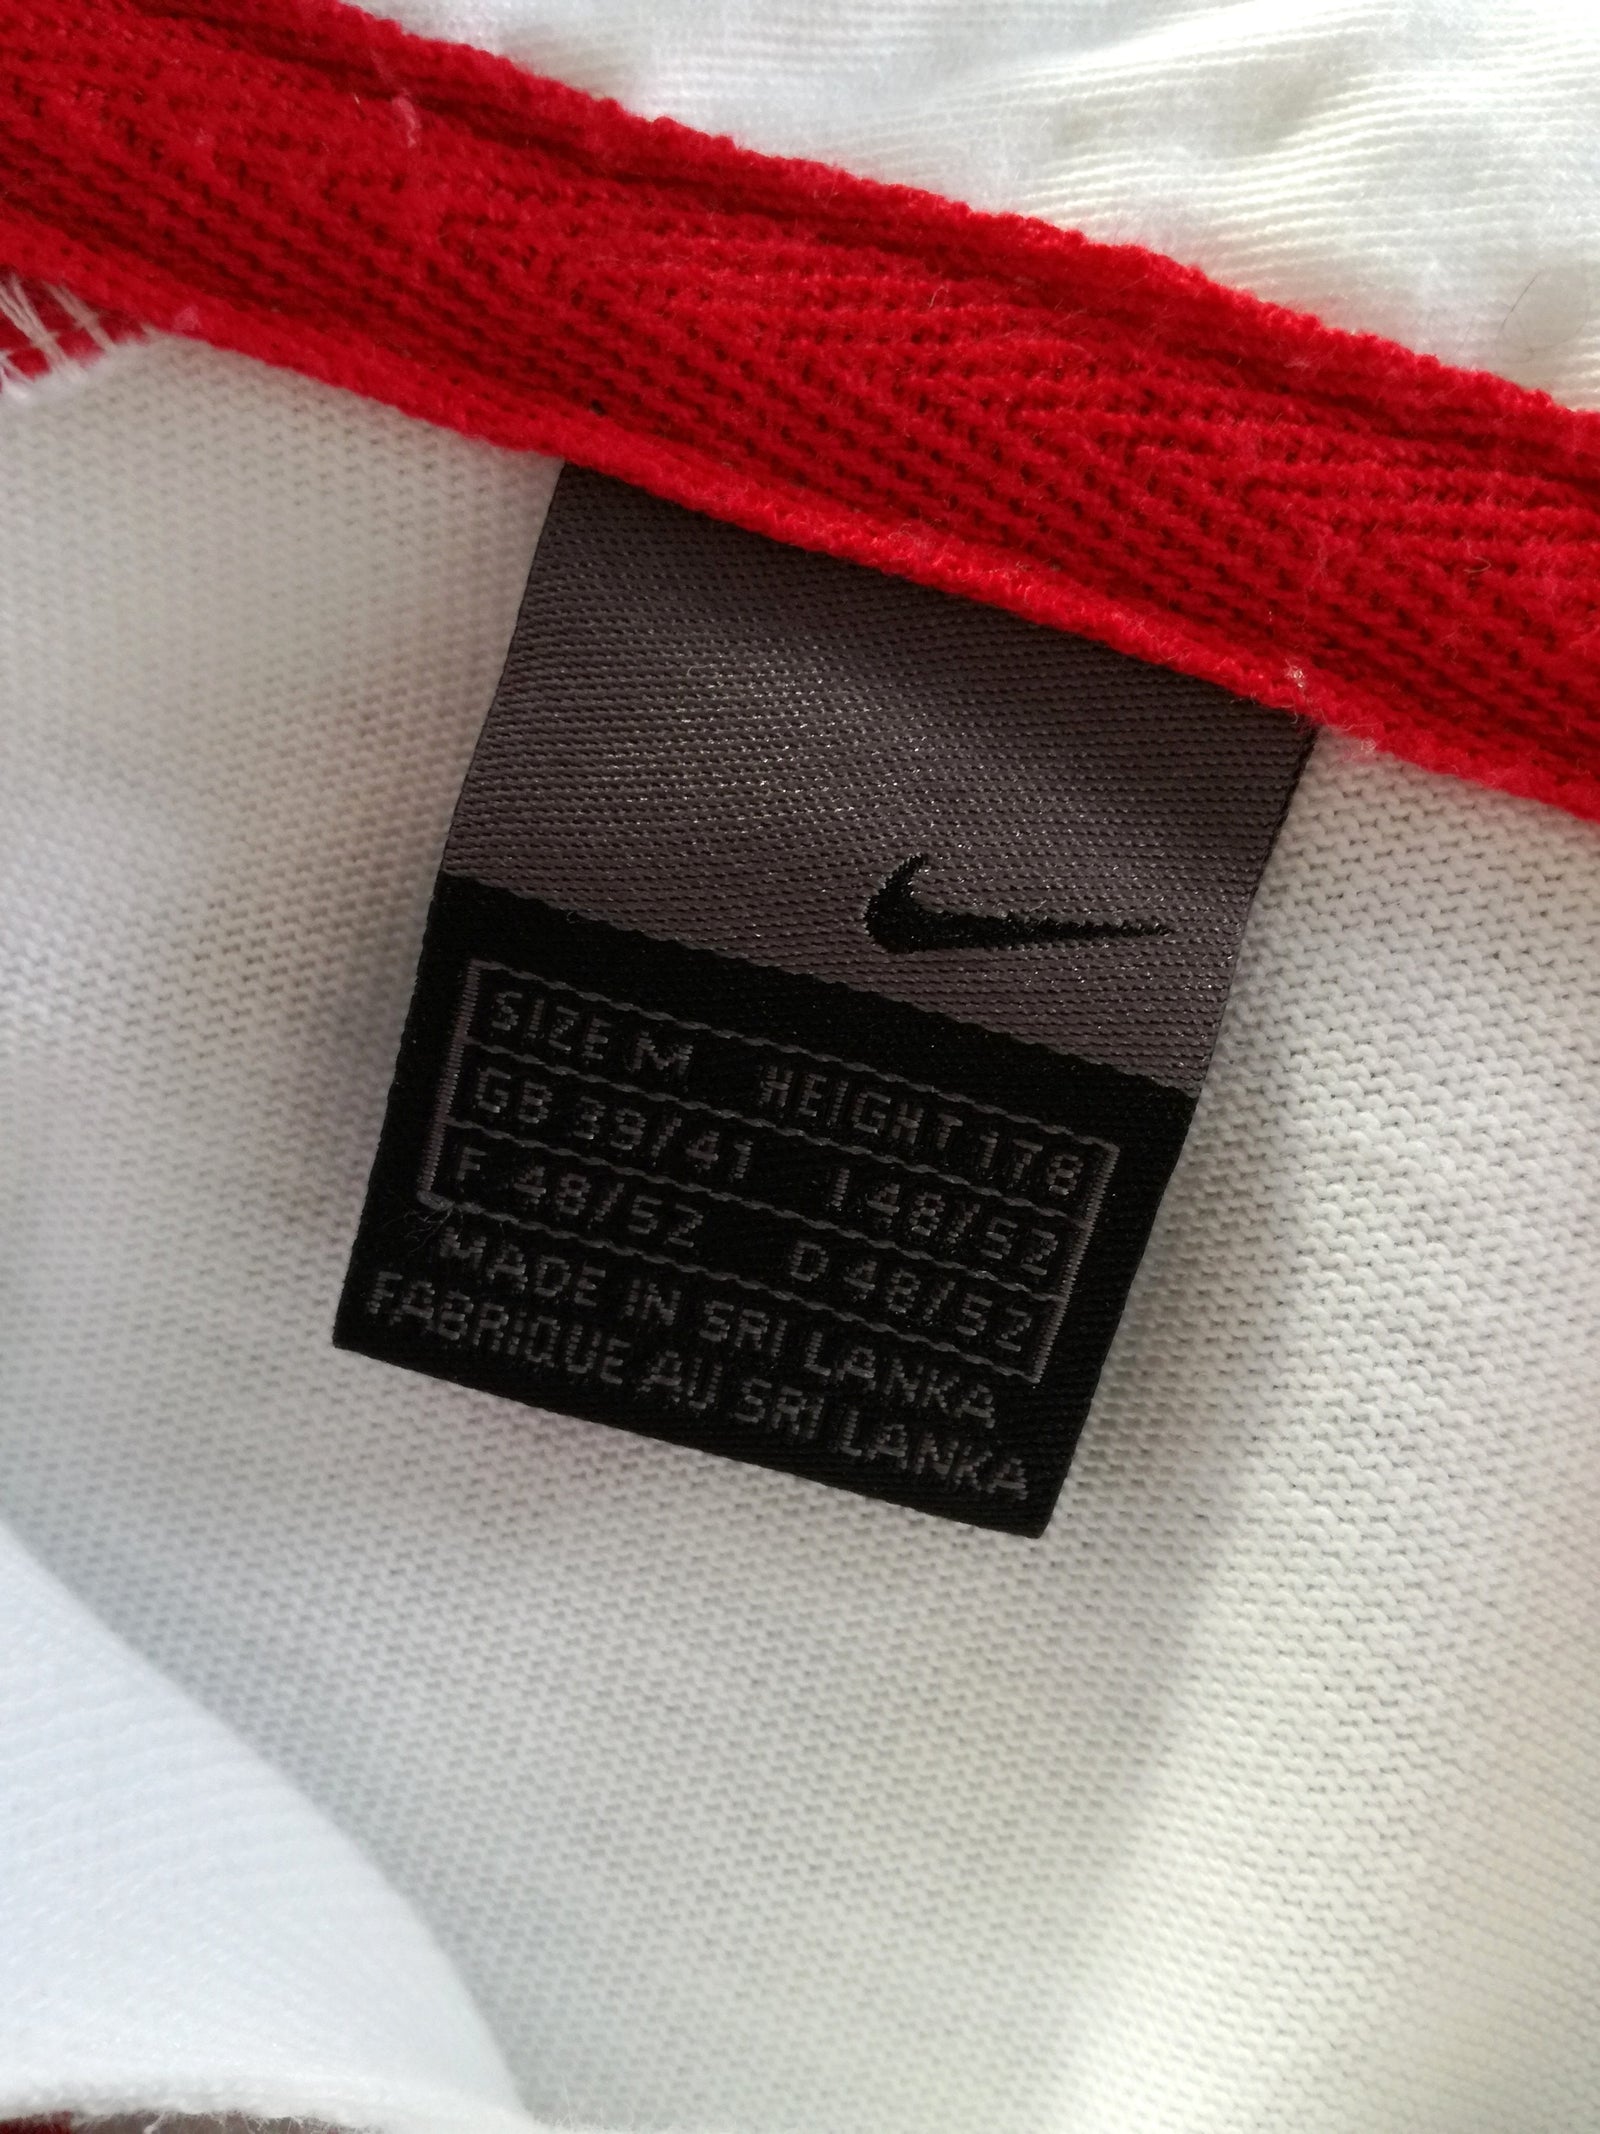 SIZE M HEIGHT 178
GB 39/41 I 48/52
F 48/52 D 48/52
MADE IN SRI LANKA
FABRIQUE AU SRI LANKA